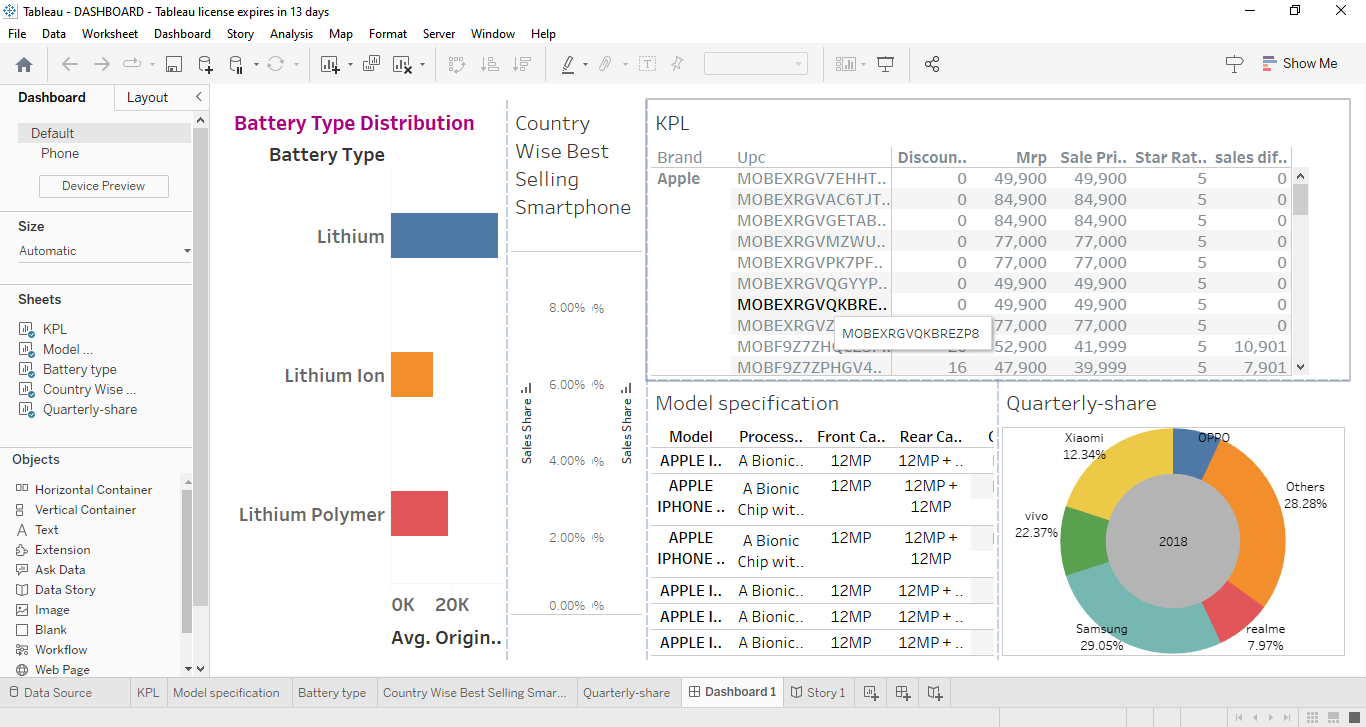 Tableau - DASHBOARD - Tableau license expires in 13 days
File Data Worksheet Dashboard Story Analysis Map Format Server Window Help
Show Me
Dashboard Layout
Default
Phone
Device Preview
Size
Automatic
Sheets
KPL
Model ...
Battery type
Country Wise ...
Quarterly-share
Objects
Horizontal Container
Vertical Container
Text
Extension
Ask Data
Data Story
Image
Blank
Workflow
Web Page
Battery Type Distribution
Battery Type
Lithium
Lithium Ion
Lithium Polymer
0K 20K
Avg. Origin..
Country
Wise Best
Selling
Smartphone
8.00% %
6.00% %
4.00% %
2.00% %
0.00% %
Sales Share
Sales Share
KPL
Brand Upc Discoun.. Mrp Sale Pri.. Star Rat.. sales dif..
Apple MOBEXRGV7EHHT.. 0 49,900 49,900 5 0
MOBEXRGVAC6TJT.. 0 84,900 84,900 5 0
MOBEXRGVGETAB.. 0 84,900 84,900 5 0
MOBEXRGVMZWU.. 0 77,000 77,000 5 0
MOBEXRGVPK7PF.. 0 77,000 77,000 5 0
MOBEXRGVQGYYP.. 0 49,900 49,900 5 0
MOBEXRGVQKBRE.. 0 49,900 49,900 5 0
MOBEXRGVZ 77,000 77,000 5 0
MOBEXRGVQKBREZP8
52,900 41,999 5 10,901
MOBF9Z7ZPHGV4.. 16 47,900 39,999 5 7,901
Model specification
Model Process.. Front Ca.. Rear Ca..
APPLE I.. A Bionic.. 12MP 12MP + ..
APPLE A Bionic 12MP 12MP +
IPHONE .. Chip wit.. 12MP
APPLE A Bionic 12MP 12MP +
IPHONE .. Chip wit.. 12MP
APPLE I.. A Bionic.. 12MP 12MP + ..
APPLE I.. A Bionic.. 12MP 12MP + ..
APPLE I.. A Bionic.. 12MP 12MP + ..
Quarterly-share
Xiaomi
12.34%
OPPO
Others
28.28%
vivo
22.37%
2018
Samsung
29.05%
realme
7.97%
Data Source KPL Model specification Battery type Country Wise Best Selling Smar... Quarterly-share Dashboard 1 Story 1